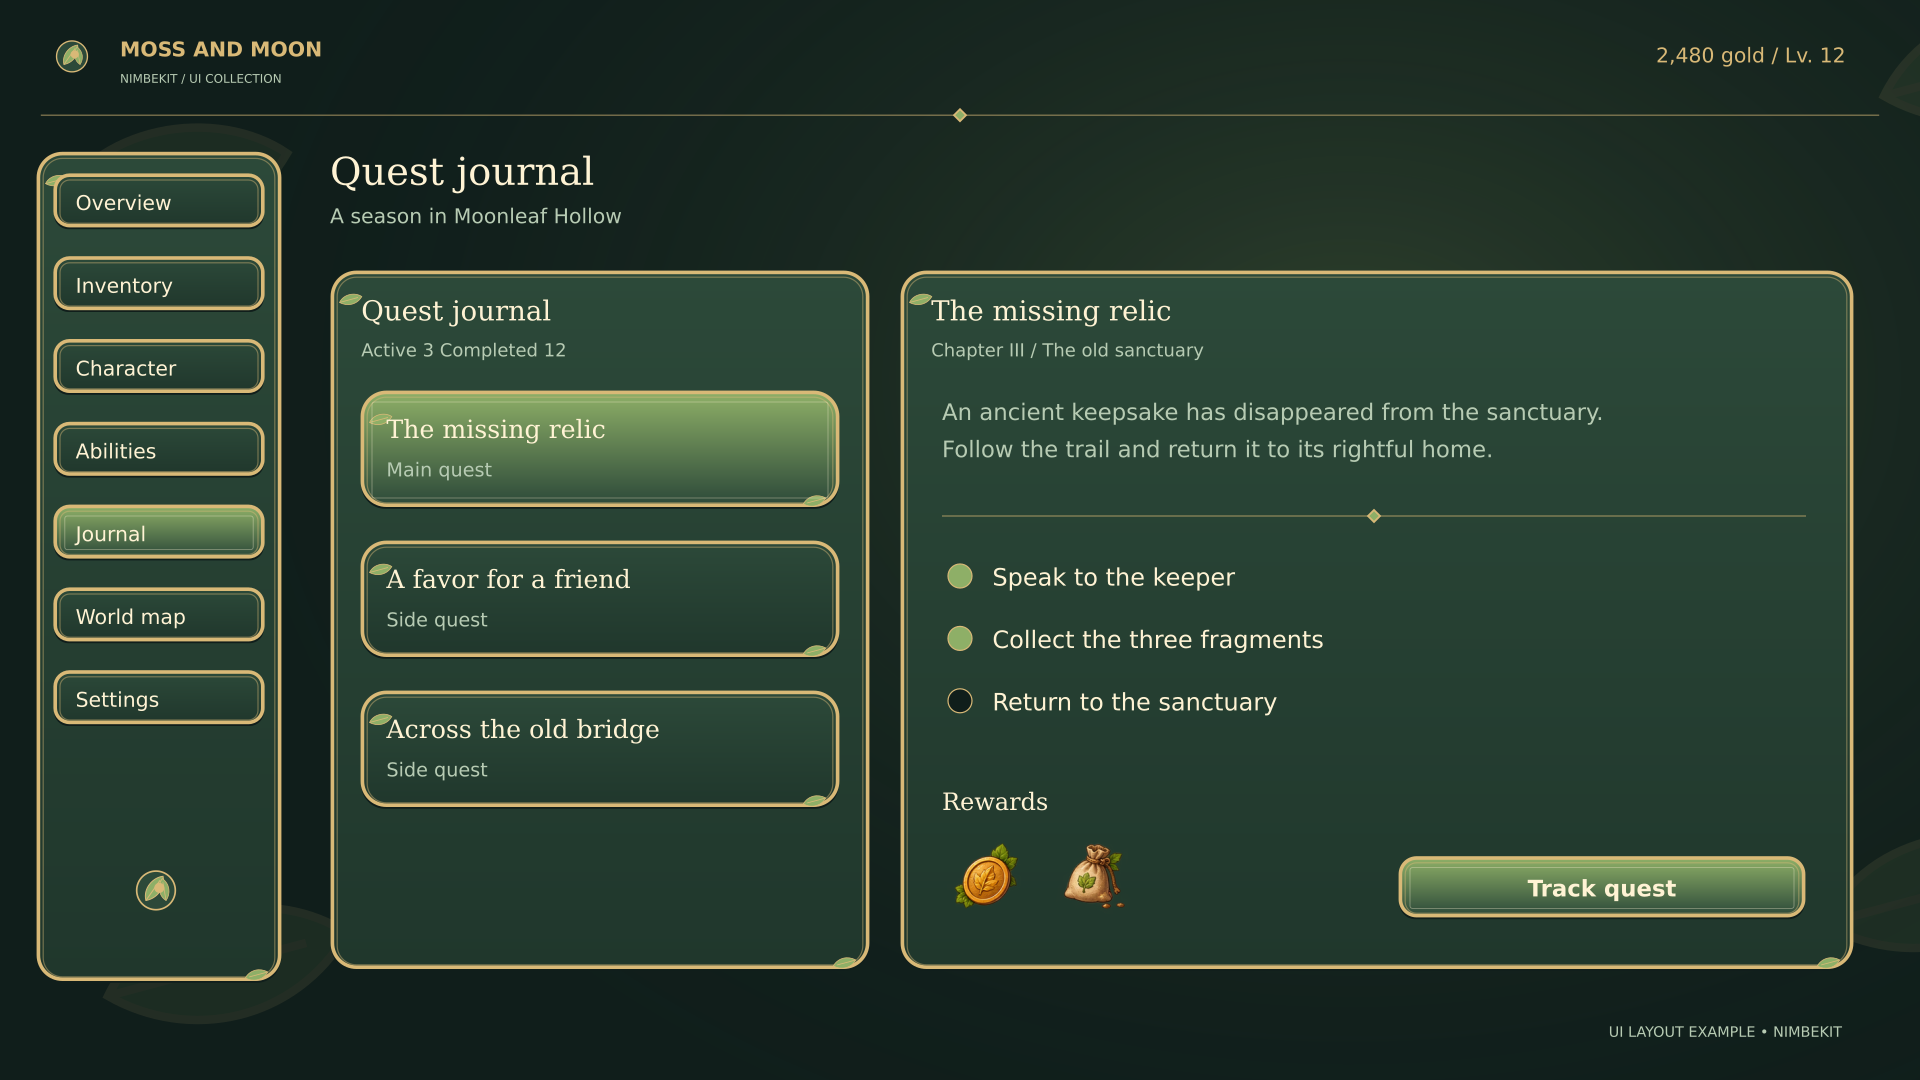 MOSS AND MOON
NIMBEKIT / UI COLLECTION
2,480 gold / Lv. 12
Overview
Inventory
Character
Abilities
Journal
World map
Settings
Quest journal
A season in Moonleaf Hollow
Quest journal
Active 3 Completed 12
The missing relic
Main quest
A favor for a friend
Side quest
Across the old bridge
Side quest
The missing relic
Chapter III / The old sanctuary
An ancient keepsake has disappeared from the sanctuary.
Follow the trail and return it to its rightful home.
Speak to the keeper
Collect the three fragments
Return to the sanctuary
Rewards
Track quest
UI LAYOUT EXAMPLE • NIMBEKIT